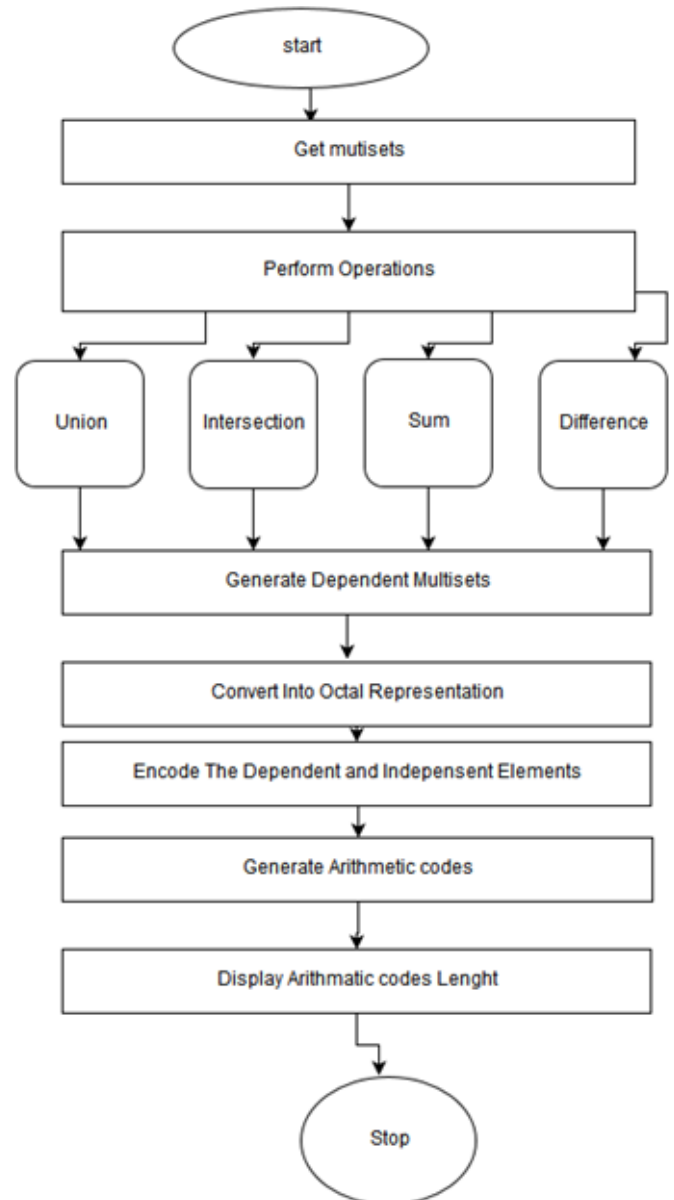 start
Get mutisets
Perform Operations
Union
Intersection
Sum
Difference
Generate Dependent Multisets
Convert Into Octal Representation
Encode The Dependent and Indepensent Elements
Generate Arithmetic codes
Display Arithmatic codes Lenght
Stop